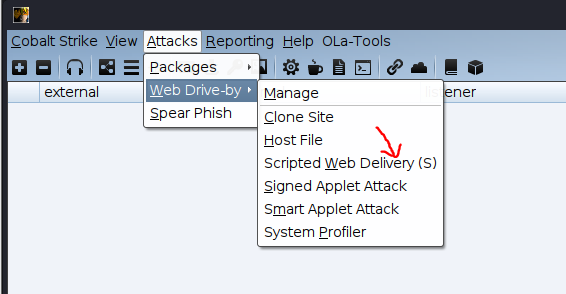 Cobalt Strike View Attacks Reporting Help OLa-Tools
Packages
external
listener
Web Drive-by
Manage
Spear Phish
Clone Site
Host File
Scripted Web Delivery (S)
Signed Applet Attack
Smart Applet Attack
System Profiler